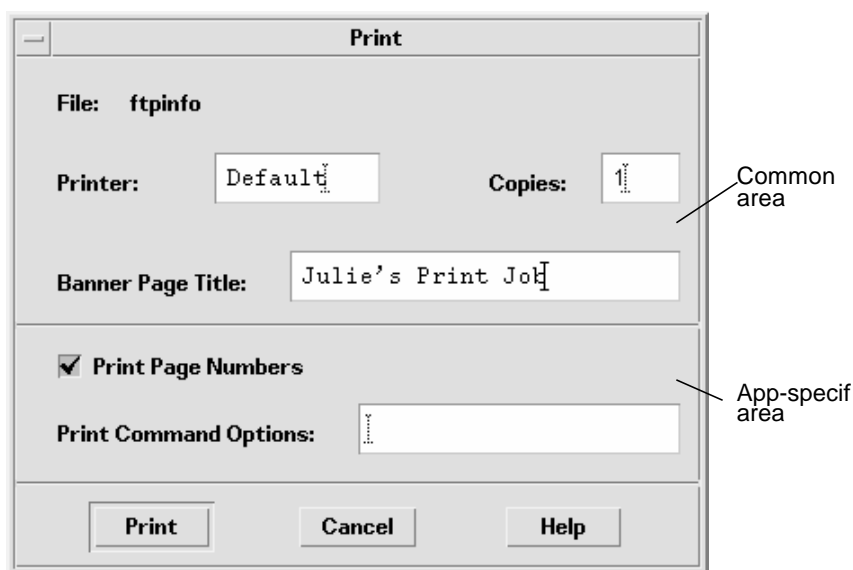 Print
File: ftpinfo
Printer: Default Copies: 1
Common
area
Banner Page Title: Julie's Print Job
Print Page Numbers
App-specif
area
Print Command Options:
Print Cancel Help